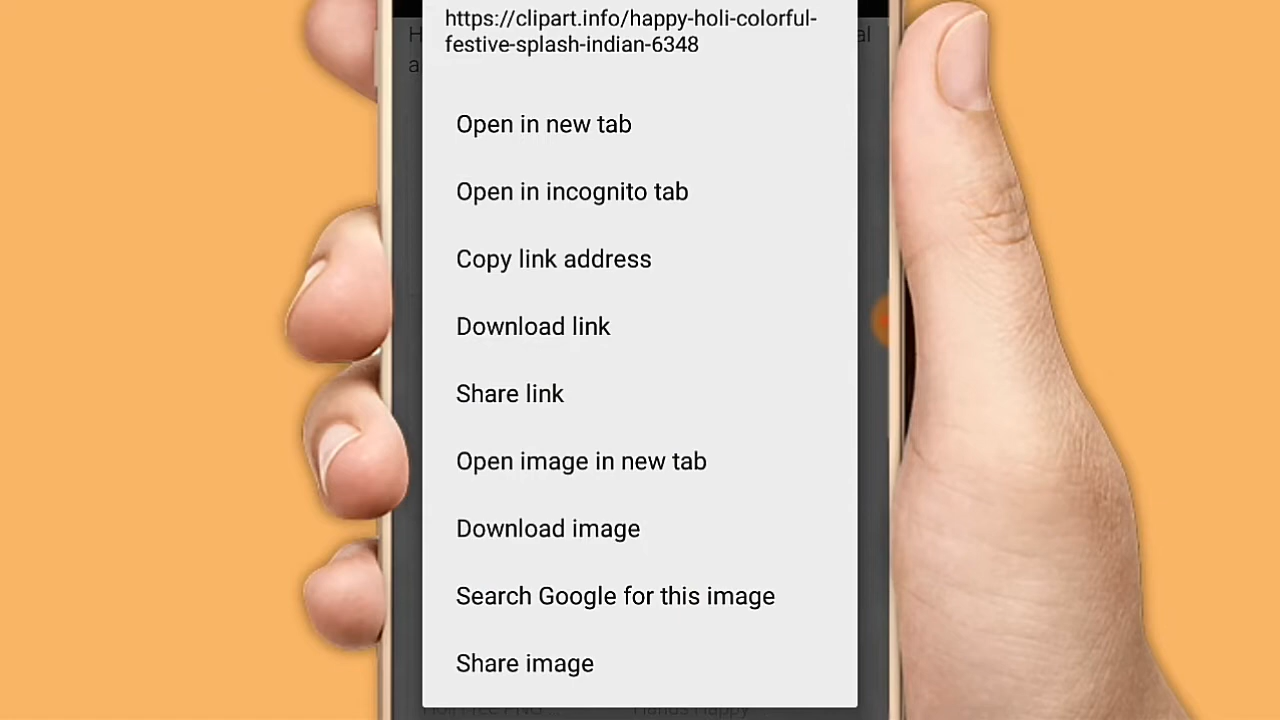 https://clipart.info/happy-holi-colorful-
festive-splash-indian-6348
Open in new tab
Open in incognito tab
Copy link address
Download link
Share link
Open image in new tab
Download image
Search Google for this image
Share image
Hands Happy